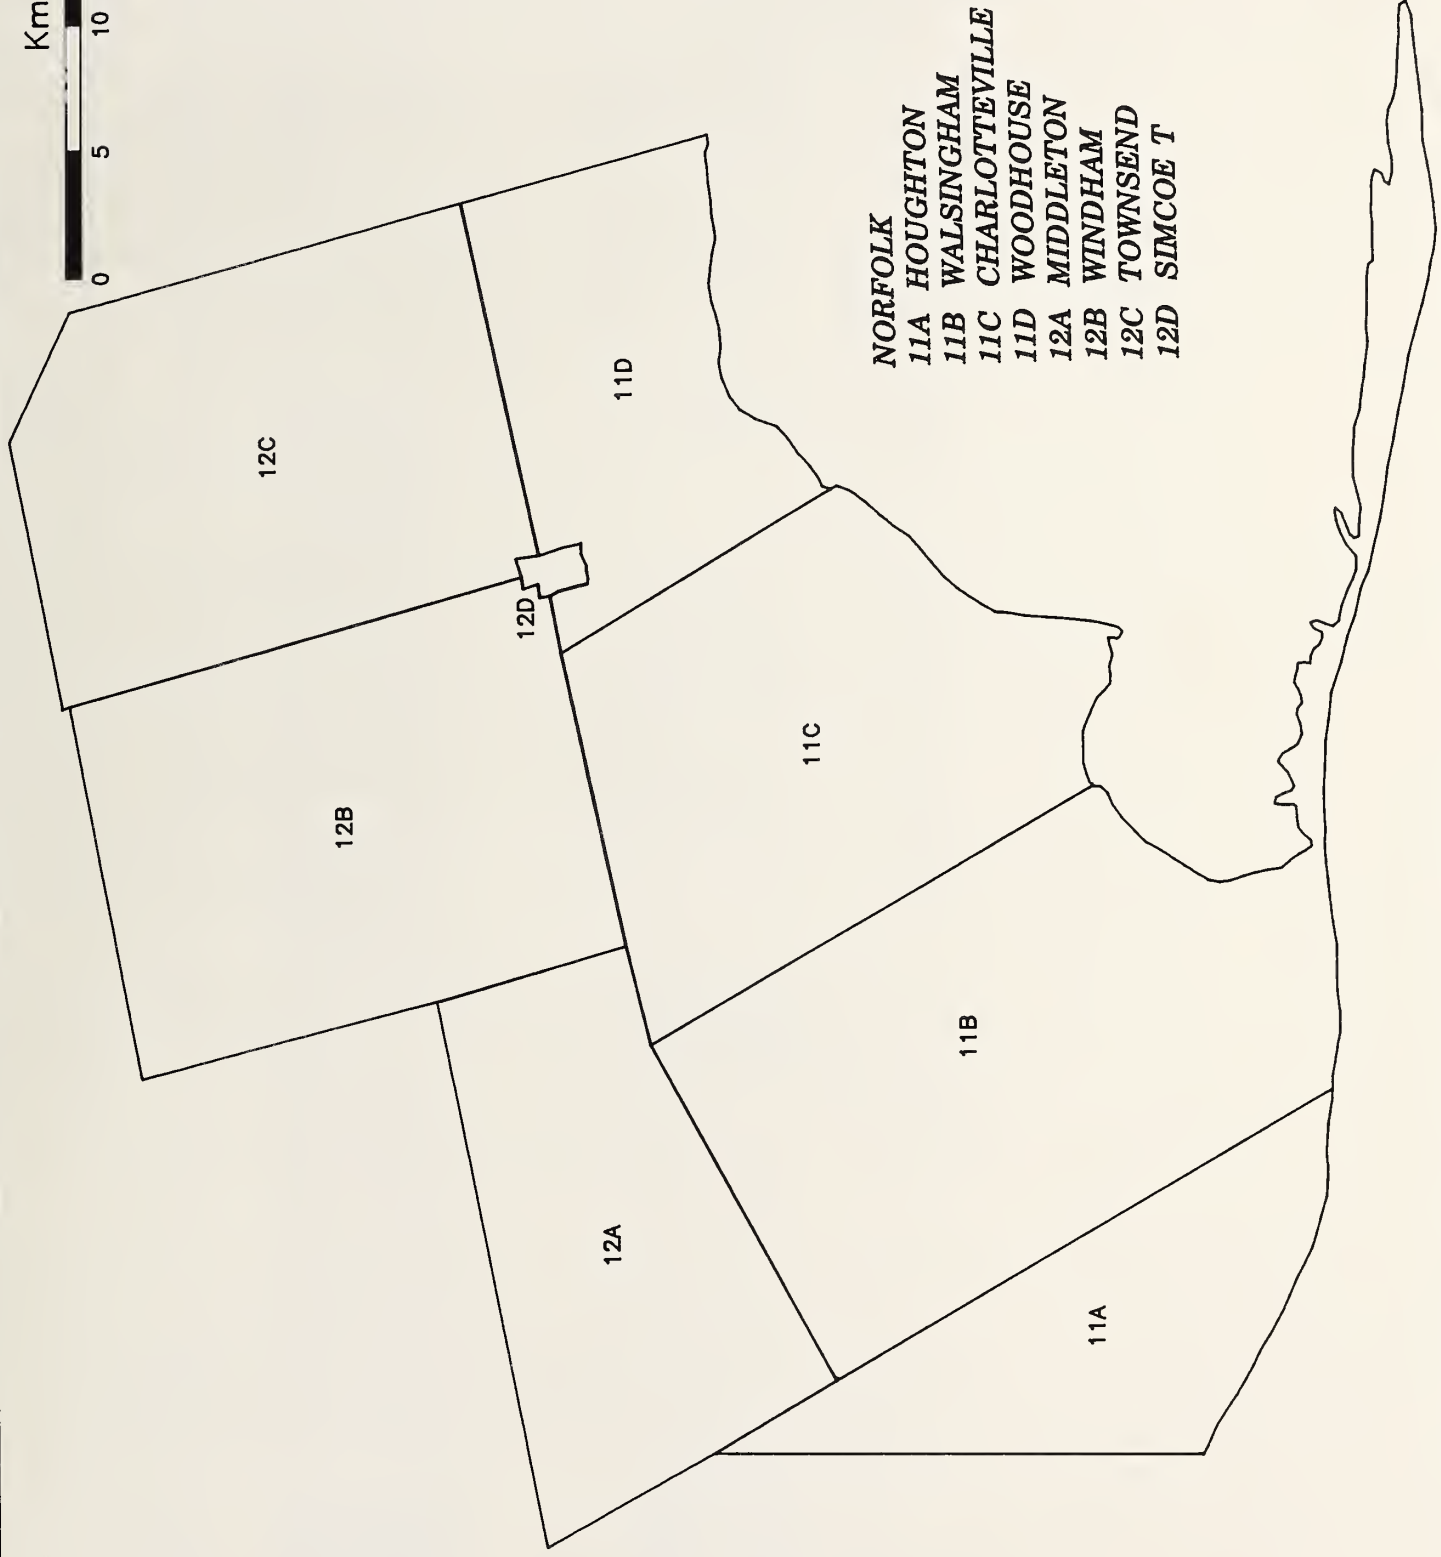 Km
0 5 10
12C
11D
12D
12B
11C
12A
11B
11A
NORFOLK
11A HOUGHTON
11B WALSINGHAM
11C CHARLOTTEVILLE
11D WOODHOUSE
12A MIDDLETON
12B WINDHAM
12C TOWNSEND
12D SIMCOE T